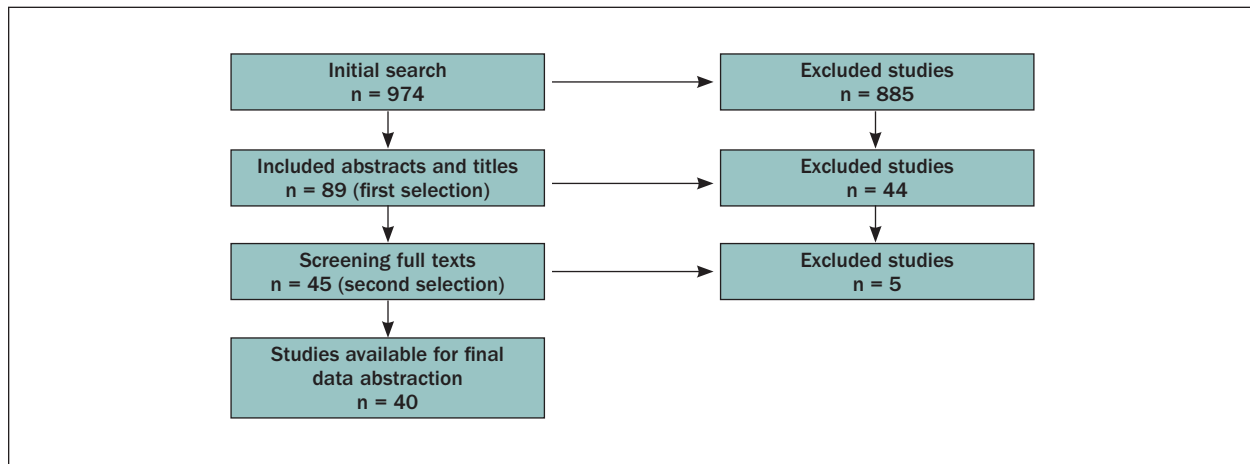 Initial search
n = 974
Excluded studies
n = 885
Included abstracts and titles
n = 89 (first selection)
Excluded studies
n = 44
Screening full texts
n = 45 (second selection)
Excluded studies
n = 5
Studies available for final
data abstraction
n = 40